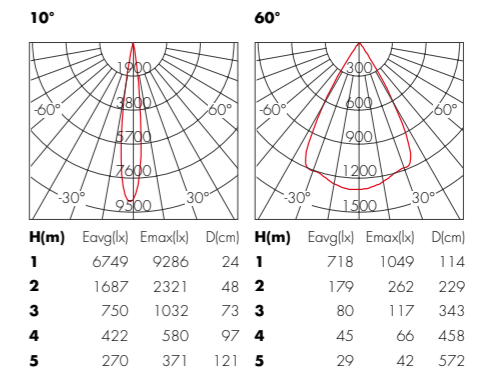 10° 60°
1900 300
3800 600
-60° 60° -60° 60°
5700 900
7600 1200
-30° 30° -30° 30°
9500 1500
H(m) Eavg(lx) Emax(lx) D(cm) H(m) Eavg(lx) Emax(lx) D(cm)
1 6749 9286 24 1 718 1049 114
2 1687 2321 48 2 179 262 229
3 750 1032 73 3 80 117 343
4 422 580 97 4 45 66 458
5 270 371 121 5 29 42 572